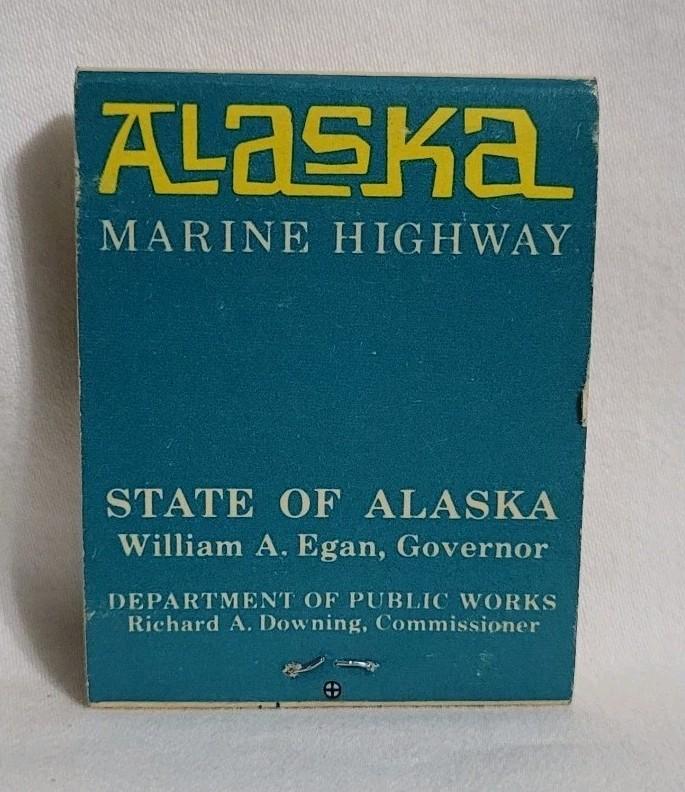 ALaSKa
MARINE HIGHWAY
STATE OF ALASKA
William A. Egan, Governor
DEPARTMENT OF PUBLIC WORKS
Richard A. Downing, Commissioner